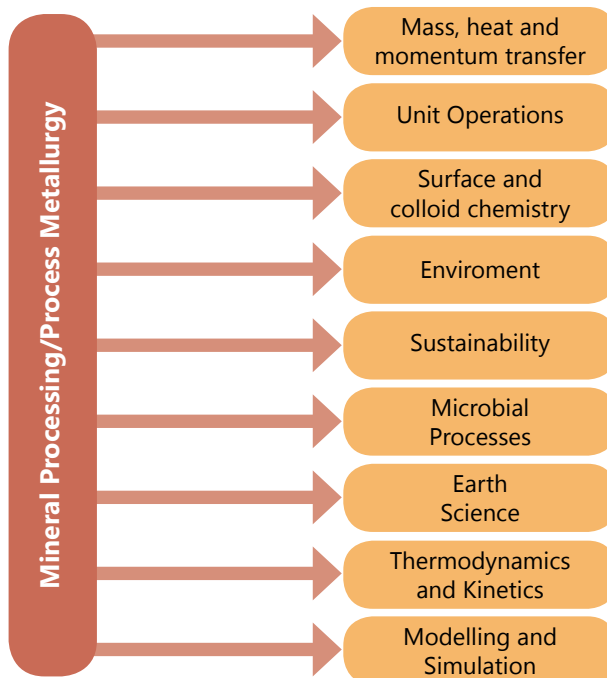 Mineral Processing/Process Metallurgy
Mass, heat and
momentum transfer
Unit Operations
Surface and
colloid chemistry
Enviroment
Sustainability
Microbial
Processes
Earth
Science
Thermodynamics
and Kinetics
Modelling and
Simulation